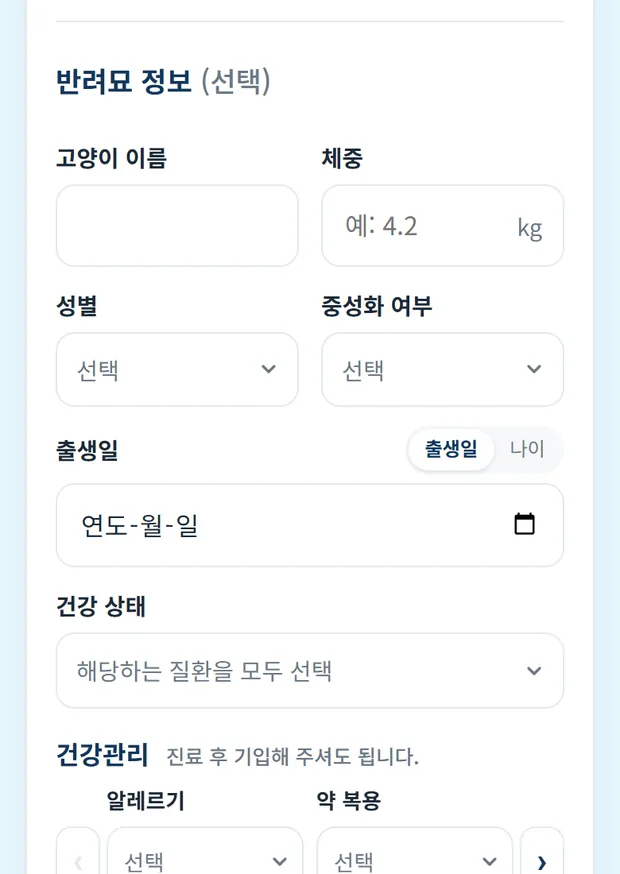 반려묘 정보 (선택)
고양이 이름 체중
예: 4.2 kg
성별 중성화 여부
선택 선택
출생일 출생일 나이
연도-월-일
건강 상태
해당하는 질환을 모두 선택
건강관리 진료 후 기입해 주셔도 됩니다.
알레르기 약 복용
‹ 선택 선택 ›